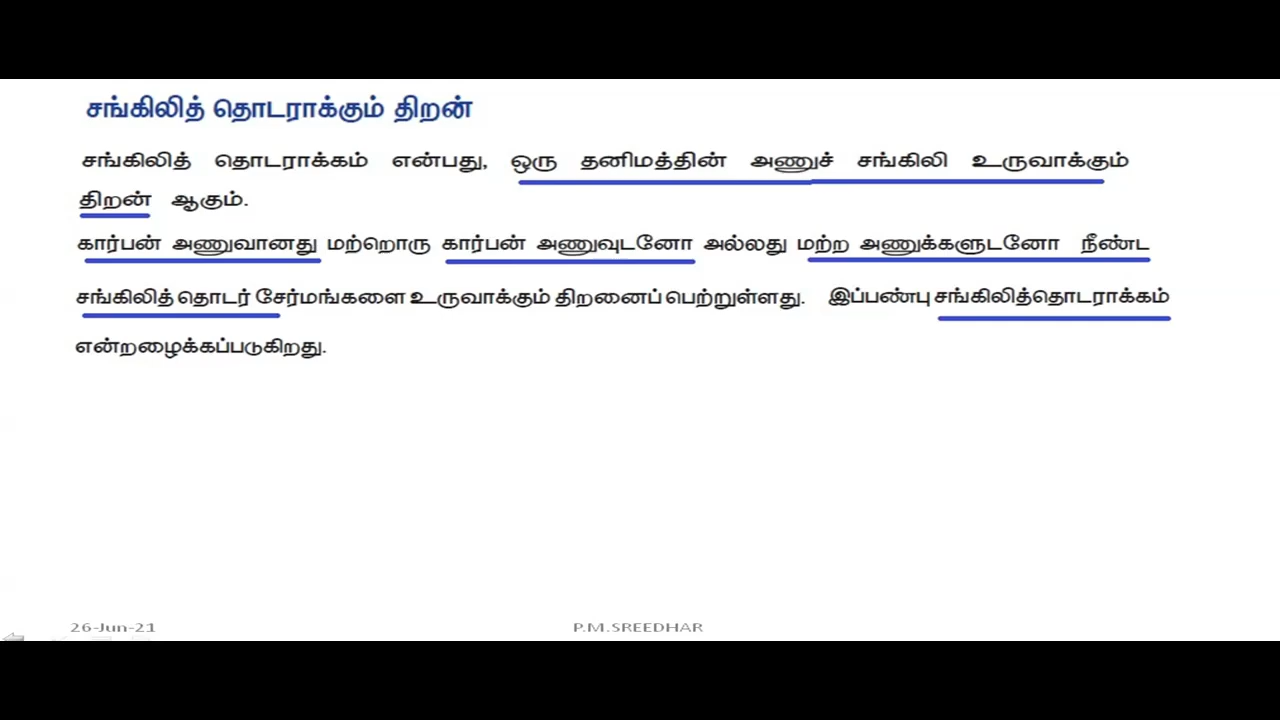 சங்கிலித் தொடராக்கும் திறன்
சங்கிலித் தொடராக்கம் என்பது, ஒரு தனிமத்தின் அணுச் சங்கிலி உருவாக்கும்
திறன் ஆகும்.
கார்பன் அணுவானது மற்றொரு கார்பன் அணுவுடனோ அல்லது மற்ற அணுக்களுடனோ நீண்ட
சங்கிலித் தொடர் சேர்மங்களை உருவாக்கும் திறனைப் பெற்றுள்ளது. இப்பண்பு சங்கிலித்தொடராக்கம்
என்றழைக்கப்படுகிறது.
26-Jun-21 P.M.SREEDHAR